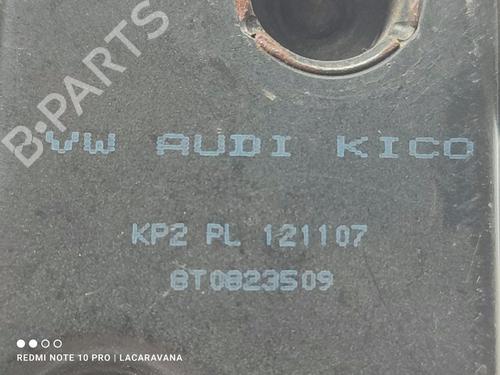 B-PARTS
VW AUDI KICO
KP2 PL 121107
8T0823509
REDMI NOTE 10 PRO | LACARAVANA